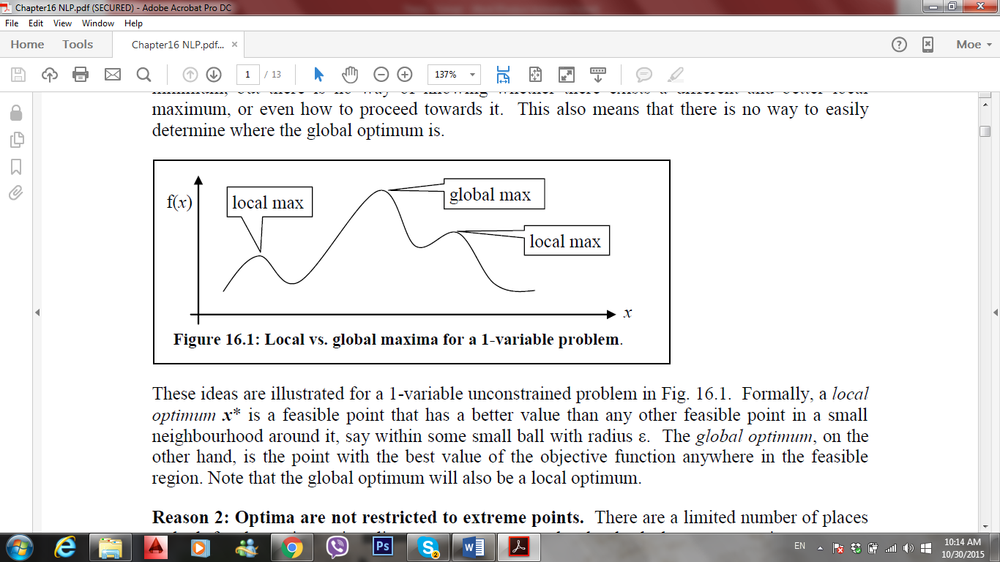 Chapter16 NLP.pdf (SECURED) - Adobe Acrobat Pro DC
File Edit View Window Help
Home Tools Chapter16 NLP.pdf... × ? Moe
1 / 13 137%
maximum, or even how to proceed towards it. This also means that there is no way to easily
determine where the global optimum is.
f(x)
local max
global max
local max
x
Figure 16.1: Local vs. global maxima for a 1-variable problem.
These ideas are illustrated for a 1-variable unconstrained problem in Fig. 16.1. Formally, a local
optimum x* is a feasible point that has a better value than any other feasible point in a small
neighbourhood around it, say within some small ball with radius ε. The global optimum, on the
other hand, is the point with the best value of the objective function anywhere in the feasible
region. Note that the global optimum will also be a local optimum.
Reason 2: Optima are not restricted to extreme points. There are a limited number of places
Ps S 2 W EN 10:14 AM
10/30/2015